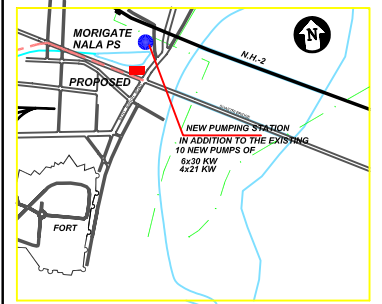 MORIGATE
NALA PS
N
N.H.-2
PROPOSED
NEW PUMPING STATION
IN ADDITION TO THE EXISTING
10 NEW PUMPS OF
6x30 KW
4x21 KW
FORT